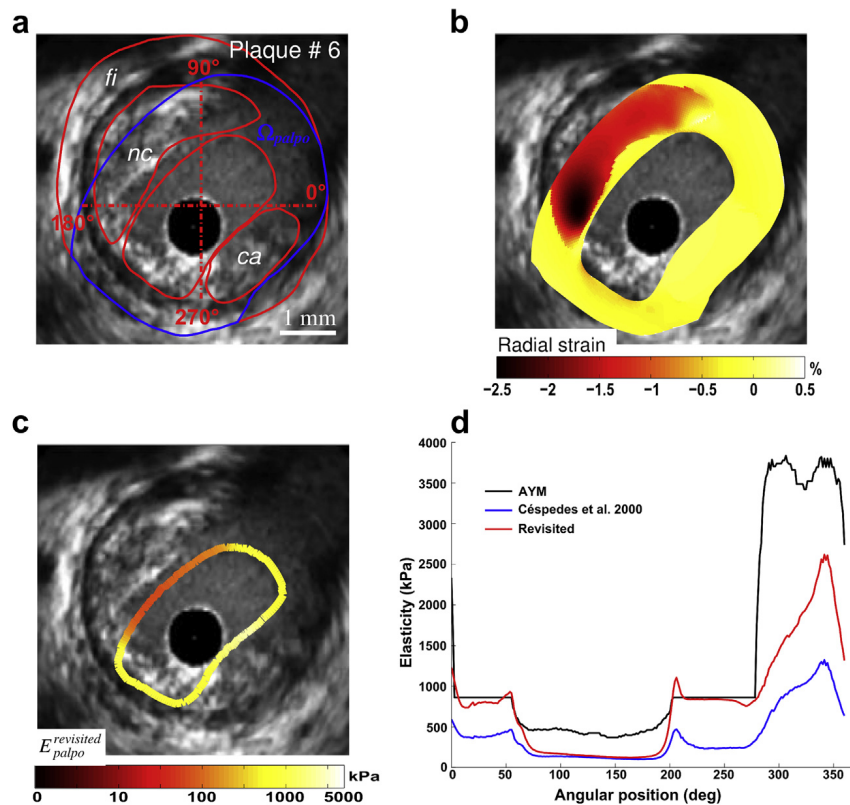 a
Plaque # 6
fi
90°
Ωpalpo
nc
0°
180°
ca
270°
1 mm
b
Radial strain
%
−2.5 −2 −1.5 −1 −0.5 0 0.5
c
E revisited palpo
kPa
0 10 100 1000 5000
d
4000
3500
3000
2500
2000
1500
1000
500
0
Elasticity (kPa)
AYM
Céspedes et al. 2000
Revisited
0 50 100 150 200 250 300 350
Angular position (deg)